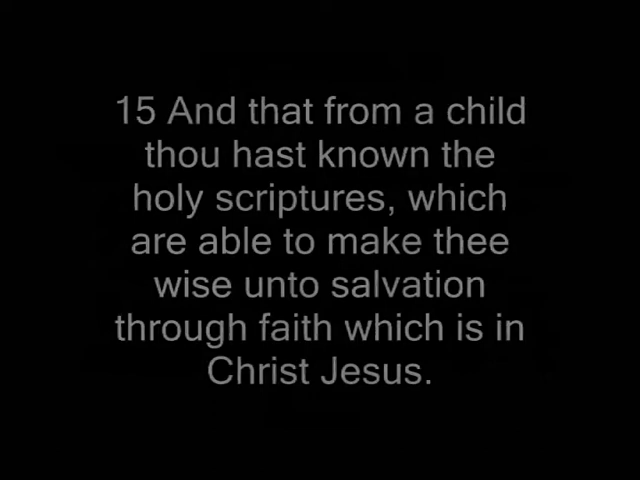 15 And that from a child
thou hast known the
holy scriptures, which
are able to make thee
wise unto salvation
through faith which is in
Christ Jesus.